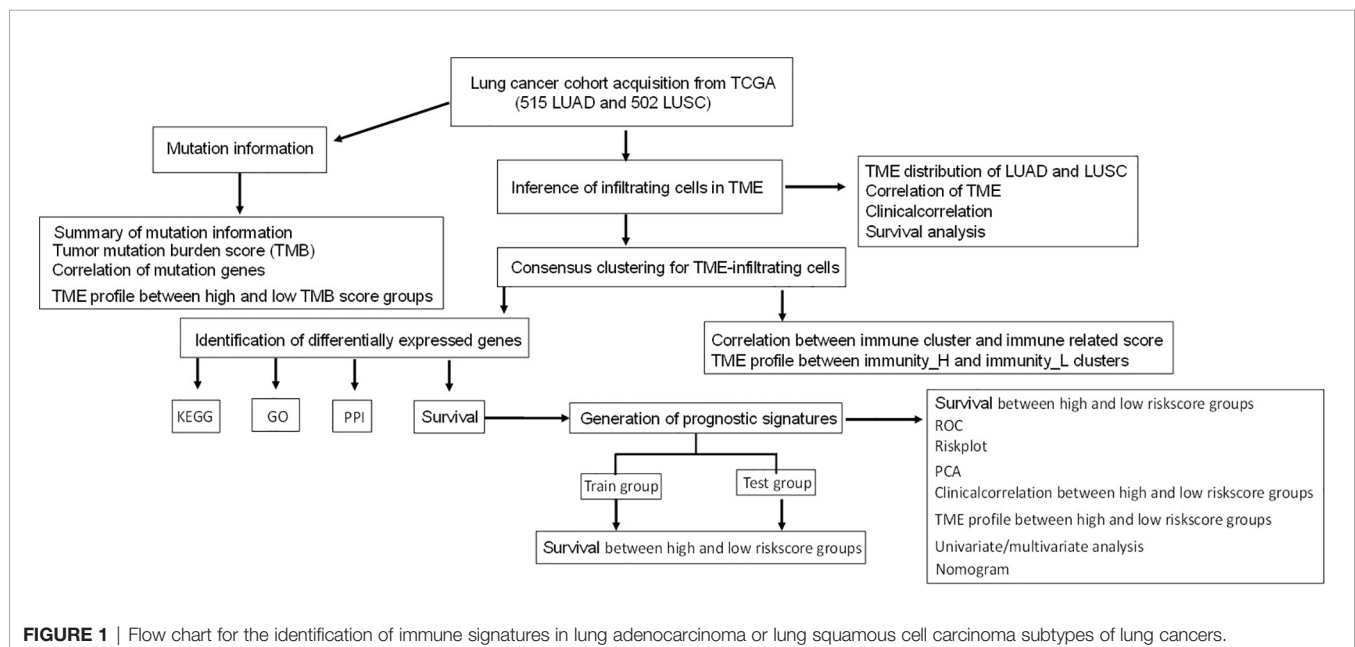 Lung cancer cohort acquisition from TCGA
(515 LUAD and 502 LUSC)
Mutation information
Inference of infiltrating cells in TME
TME distribution of LUAD and LUSC
Correlation of TME
Clinicalcorrelation
Survival analysis
Summary of mutation information
Tumor mutation burden score (TMB)
Correlation of mutation genes
TME profile between high and low TMB score groups
Consensus clustering for TME-infiltrating cells
Identification of differentially expressed genes
Correlation between immune cluster and immune related score
TME profile between immunity_H and immunity_L clusters
KEGG
GO
PPI
Survival
Generation of prognostic signatures
Survival between high and low riskscore groups
ROC
Riskplot
PCA
Clinicalcorrelation between high and low riskscore groups
TME profile between high and low riskscore groups
Univariate/multivariate analysis
Nomogram
Train group
Test group
Survival between high and low riskscore groups
FIGURE 1 | Flow chart for the identification of immune signatures in lung adenocarcinoma or lung squamous cell carcinoma subtypes of lung cancers.